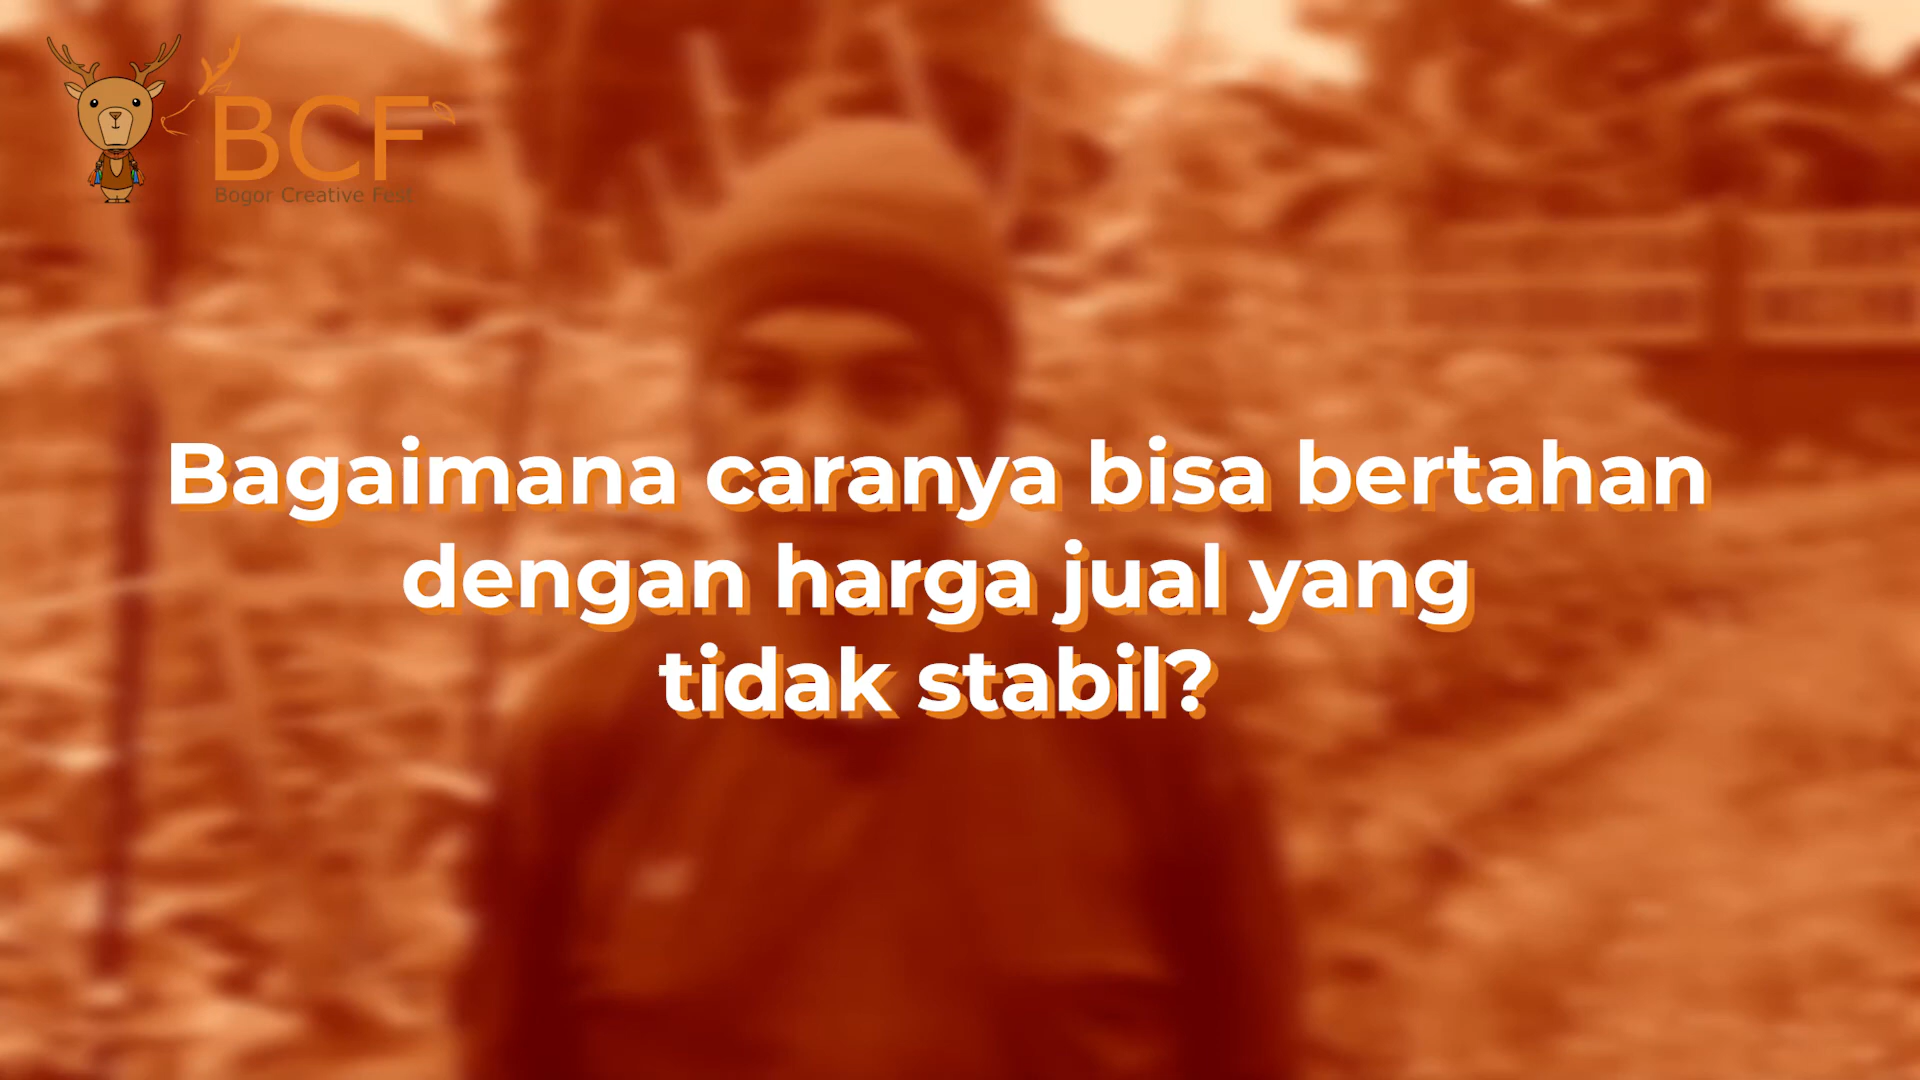 BCF
Bogor Creative Fest
Bagaimana caranya bisa bertahan
dengan harga jual yang
tidak stabil?